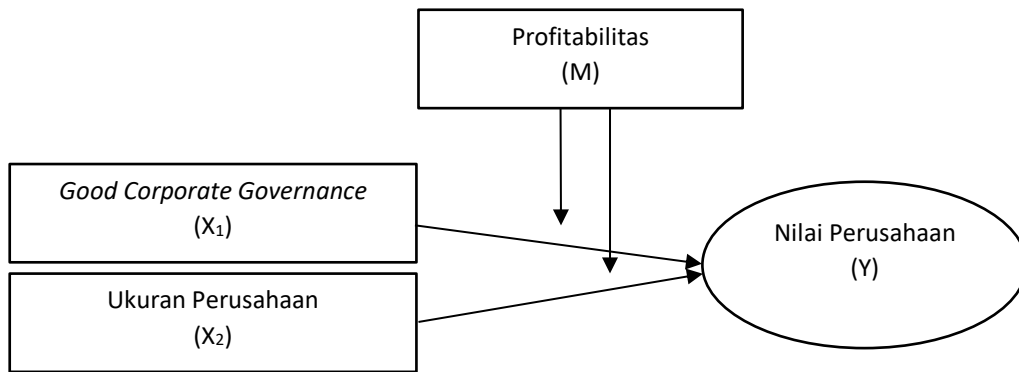 Profitabilitas
(M)
Good Corporate Governance
(X₁)
Ukuran Perusahaan
(X₂)
Nilai Perusahaan
(Y)